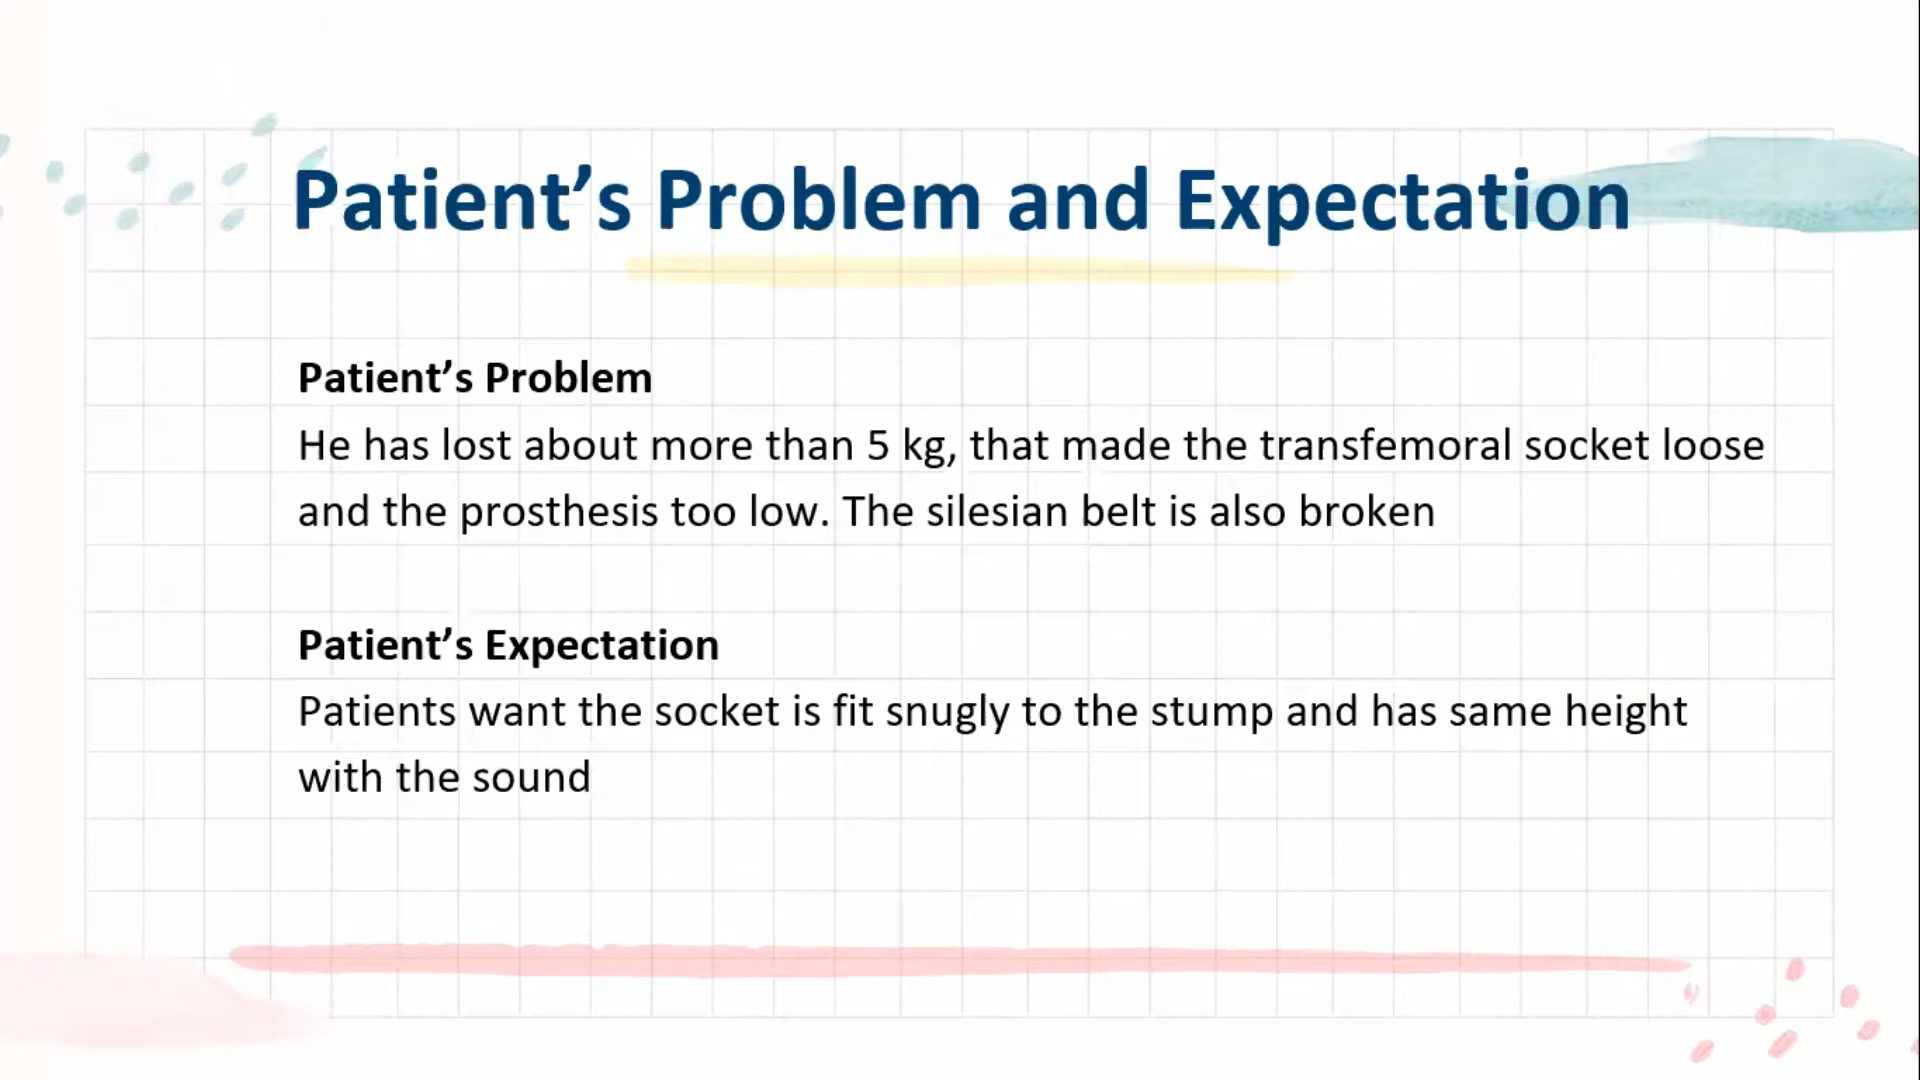 Patient’s Problem and Expectation
Patient’s Problem
He has lost about more than 5 kg, that made the transfemoral socket loose
and the prosthesis too low. The silesian belt is also broken
Patient’s Expectation
Patients want the socket is fit snugly to the stump and has same height
with the sound